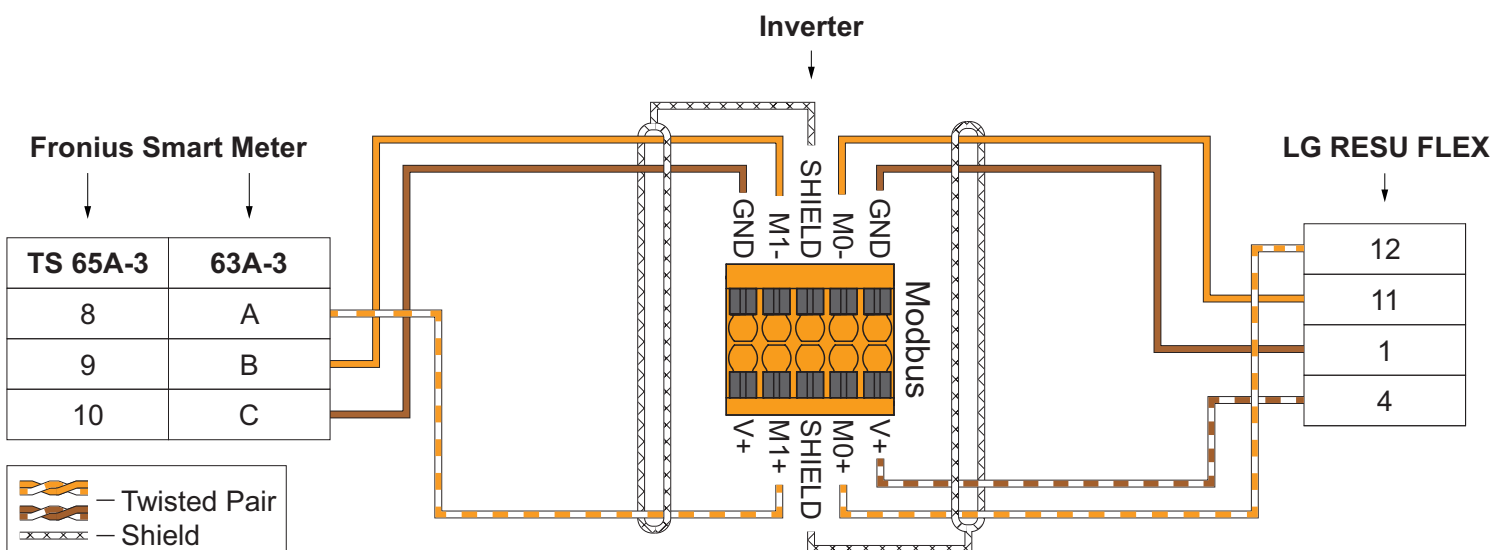 Inverter
Fronius Smart Meter
LG RESU FLEX
TS 65A-3 63A-3
8 A
9 B
10 C
GND
M1-
SHIELD
M0-
GND
Modbus
V+
M1+
SHIELD
M0+
V+
12
11
1
4
Twisted Pair
Shield